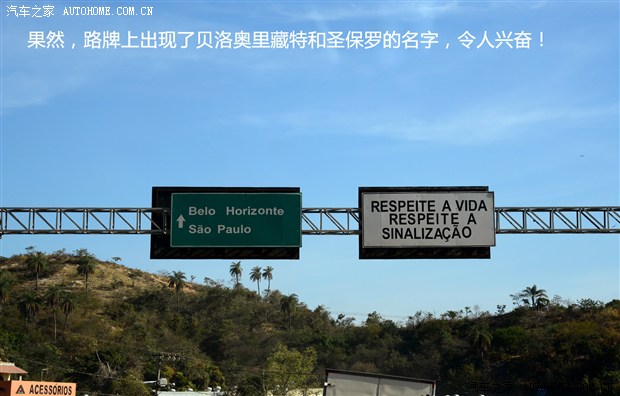 汽车之家 AUTOHOME.COM.CN
果然，路牌上出现了贝洛奥里藏特和圣保罗的名字，令人兴奋！
Belo Horizonte
São Paulo
RESPEITE A VIDA
RESPEITE A
SINALIZAÇÃO
ACESSÓRIOS